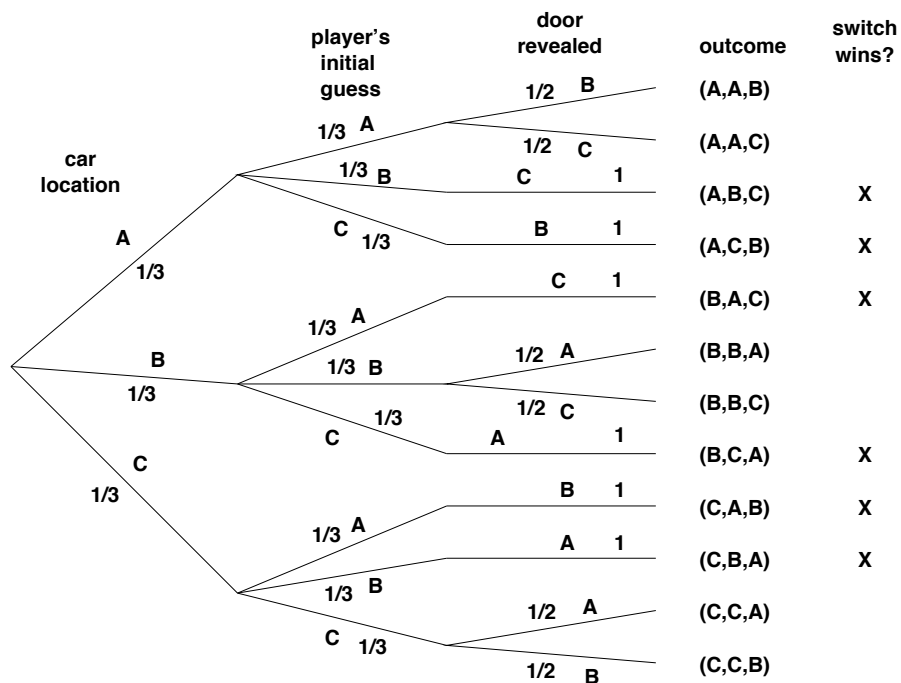 car
location
player's
initial
guess
door
revealed
outcome
switch
wins?
A
1/3
B
1/3
C
1/3
1/3 A
1/3 B
C 1/3
1/3 A
1/3 B
1/3
C
1/3 A
1/3 B
C 1/3
1/2 B
1/2 C
C 1
B 1
C 1
1/2 A
1/2 C
A 1
B 1
A 1
1/2 A
1/2 B
(A,A,B)
(A,A,C)
(A,B,C) X
(A,C,B) X
(B,A,C) X
(B,B,A)
(B,B,C)
(B,C,A) X
(C,A,B) X
(C,B,A) X
(C,C,A)
(C,C,B)